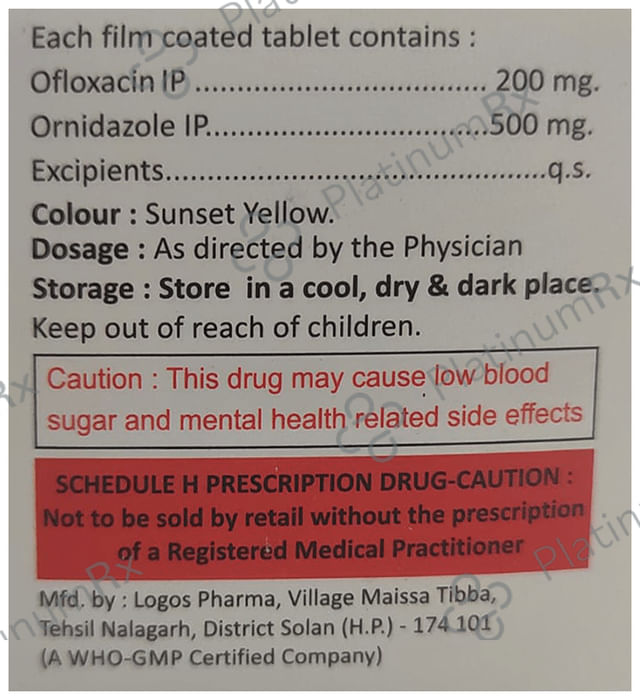 Each film coated tablet contains :
Ofloxacin IP .................................... 200 mg.
Ornidazole IP...................................500 mg.
Excipients...............................................q.s.
Colour : Sunset Yellow.
Dosage : As directed by the Physician
Storage : Store in a cool, dry & dark place.
Keep out of reach of children.
Caution : This drug may cause low blood
sugar and mental health related side effects
SCHEDULE H PRESCRIPTION DRUG-CAUTION :
Not to be sold by retail without the prescription
of a Registered Medical Practitioner
Mfd. by : Logos Pharma, Village Maissa Tibba,
Tehsil Nalagarh, District Solan (H.P.) - 174 101
(A WHO-GMP Certified Company)
PlatinumRx
PlatinumRx